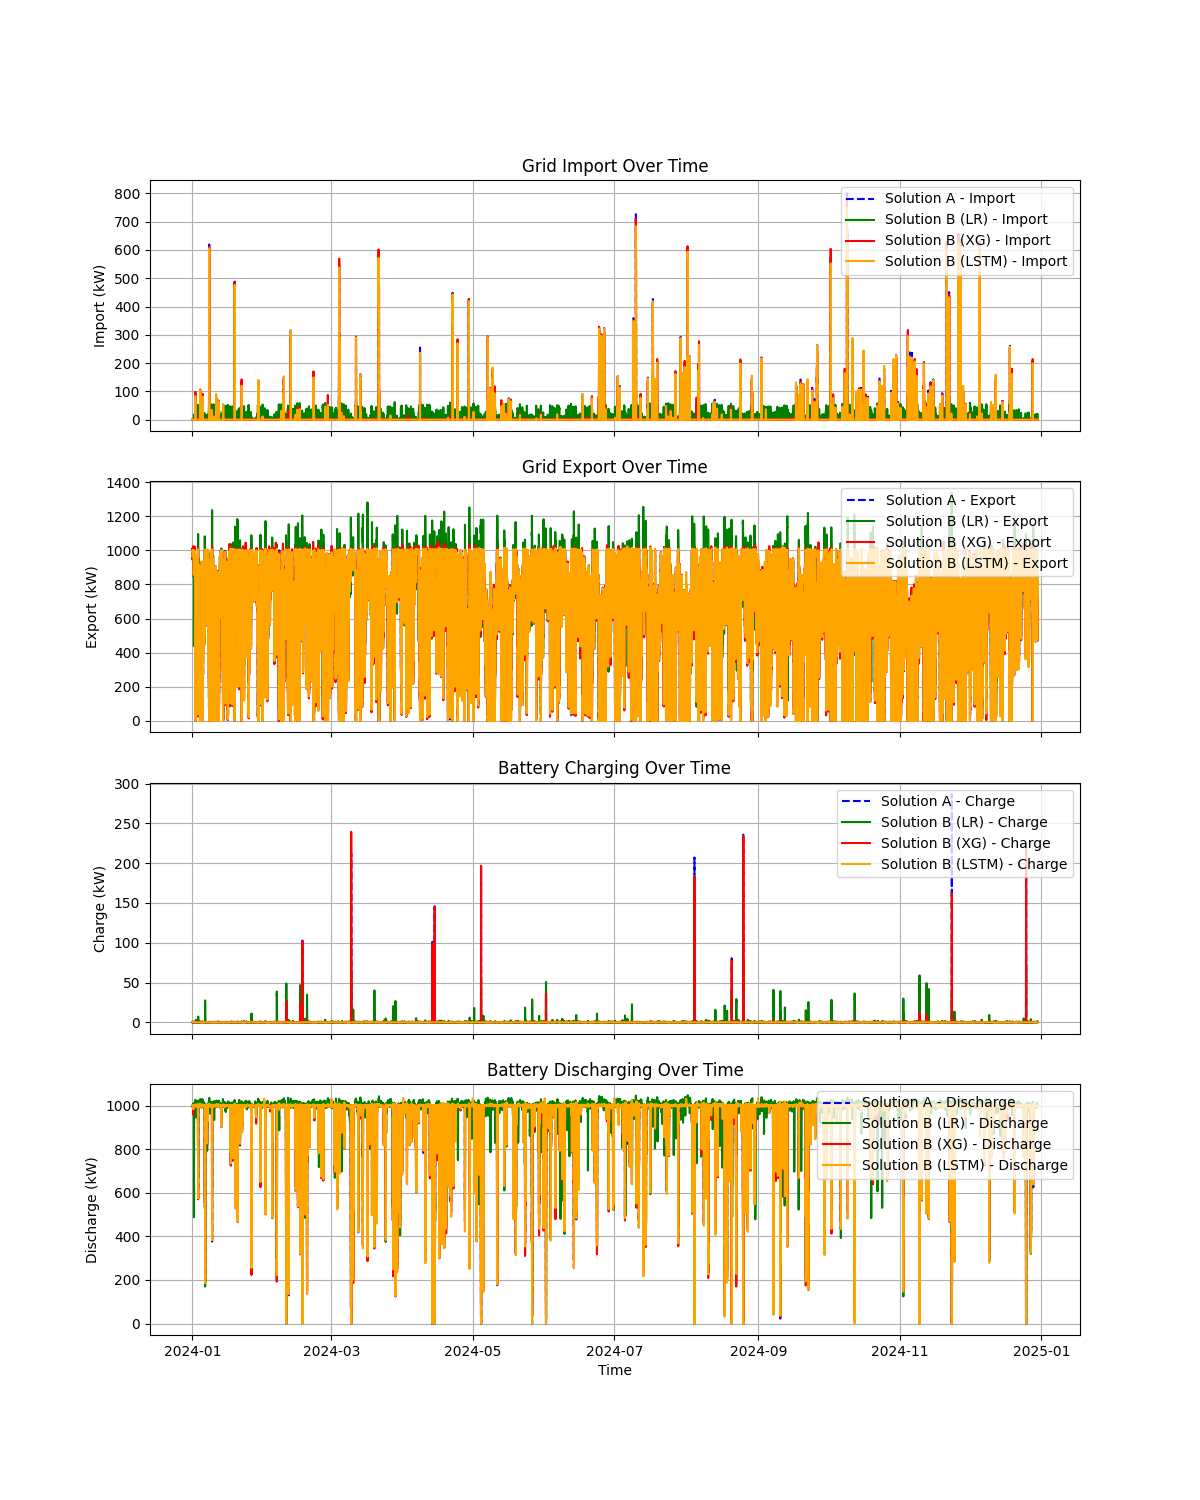 Grid Import Over Time
Import (kW)
800
700
600
500
400
300
200
100
0
Solution A - Import
Solution B (LR) - Import
Solution B (XG) - Import
Solution B (LSTM) - Import
Grid Export Over Time
Export (kW)
1400
1200
1000
800
600
400
200
0
Solution A - Export
Solution B (LR) - Export
Solution B (XG) - Export
Solution B (LSTM) - Export
Battery Charging Over Time
Charge (kW)
300
250
200
150
100
50
0
Solution A - Charge
Solution B (LR) - Charge
Solution B (XG) - Charge
Solution B (LSTM) - Charge
Battery Discharging Over Time
Discharge (kW)
1000
800
600
400
200
0
Solution A - Discharge
Solution B (LR) - Discharge
Solution B (XG) - Discharge
Solution B (LSTM) - Discharge
2024-01 2024-03 2024-05 2024-07 2024-09 2024-11 2025-01
Time